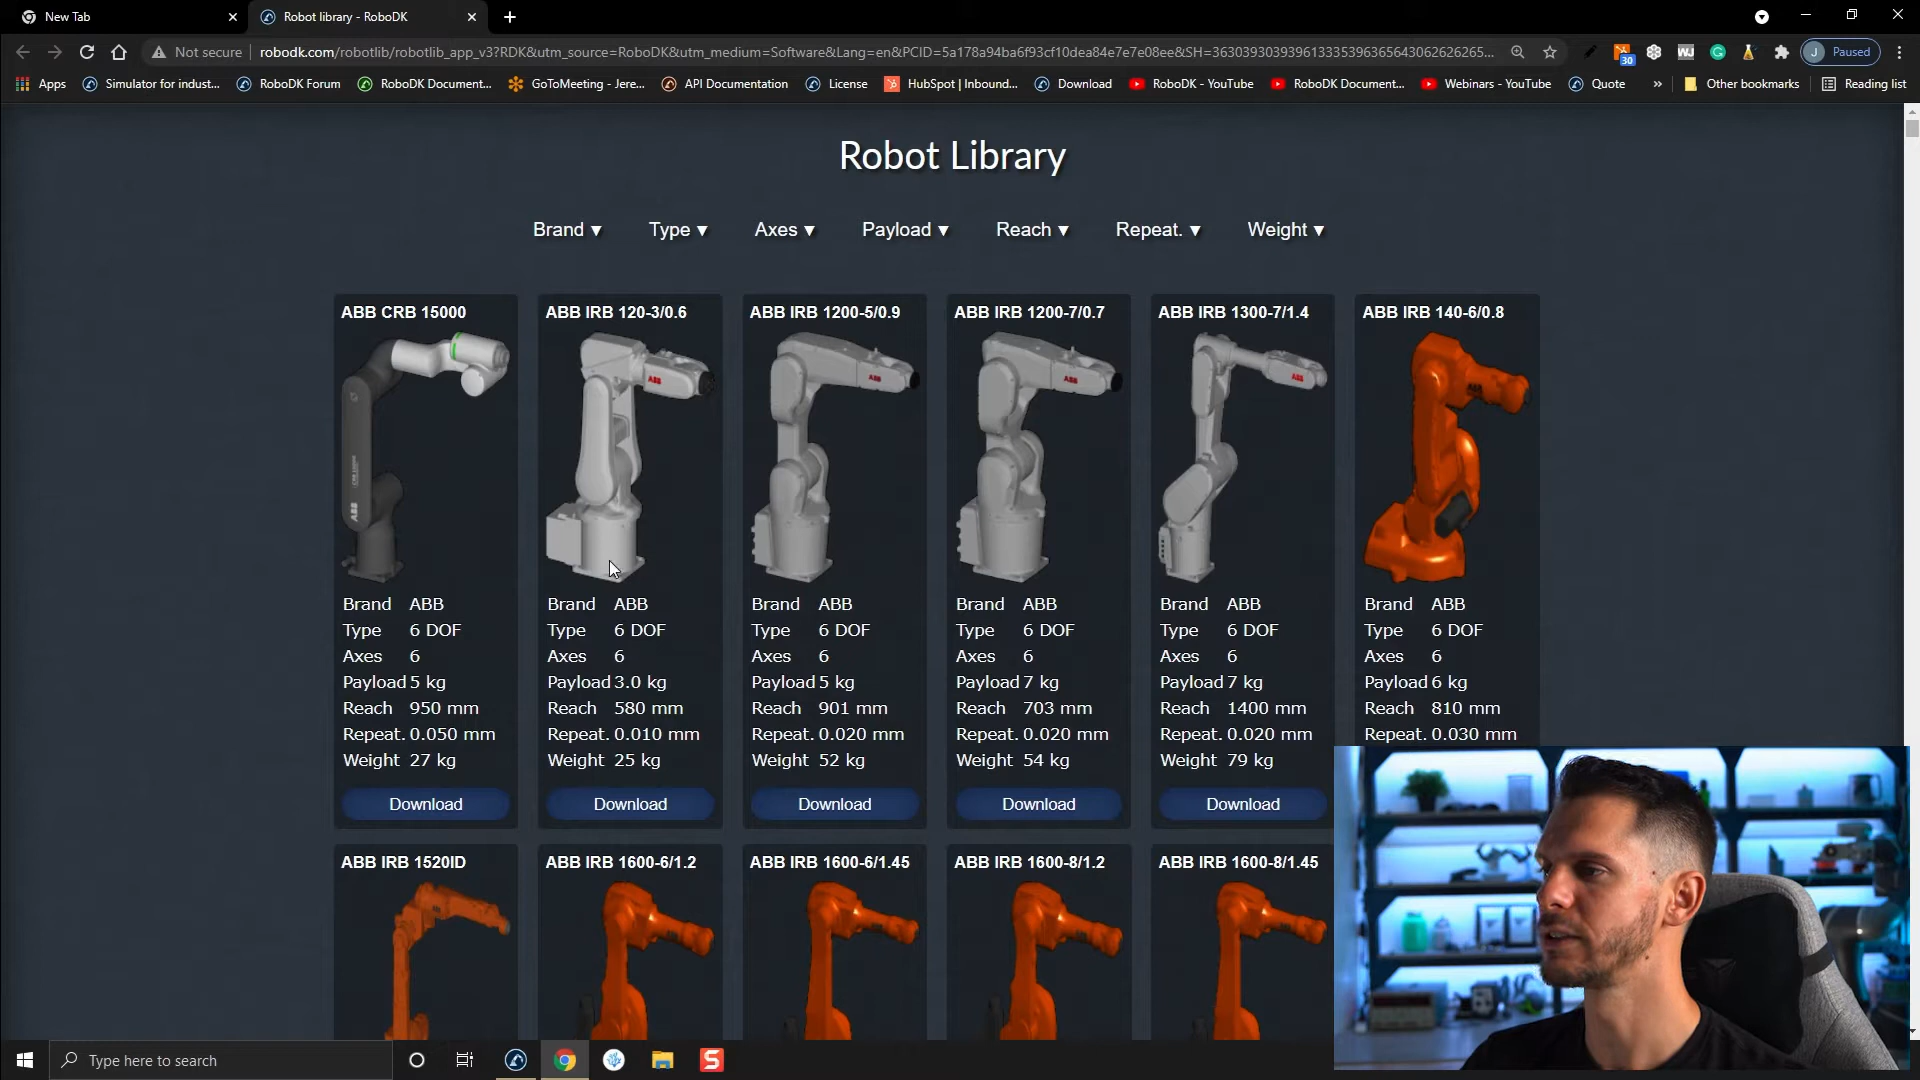 New Tab
Robot library - RoboDK
Not secure
robodk.com/robotlib/robotlib_app_v3?RDK&utm_source=RoboDK&utm_medium=Software&Lang=en&PCID=5a178a94ba6f93cf10dea84e7e7e08ee&SH=363039303939613335396365643062626265...
30
J Paused
Apps
Simulator for indust...
RoboDK Forum
RoboDK Document...
GoToMeeting - Jere...
API Documentation
License
HubSpot | Inbound...
Download
RoboDK - YouTube
RoboDK Document...
Webinars - YouTube
Quote
»
Other bookmarks
Reading list
Robot Library
Brand ▼ Type ▼ Axes ▼ Payload ▼ Reach ▼ Repeat. ▼ Weight ▼
ABB CRB 15000
ABB
Brand ABB
Type 6 DOF
Axes 6
Payload 5 kg
Reach 950 mm
Repeat. 0.050 mm
Weight 27 kg
Download
ABB IRB 120-3/0.6
ABB
Brand ABB
Type 6 DOF
Axes 6
Payload 3.0 kg
Reach 580 mm
Repeat. 0.010 mm
Weight 25 kg
Download
ABB IRB 1200-5/0.9
ABB
Brand ABB
Type 6 DOF
Axes 6
Payload 5 kg
Reach 901 mm
Repeat. 0.020 mm
Weight 52 kg
Download
ABB IRB 1200-7/0.7
ABB
Brand ABB
Type 6 DOF
Axes 6
Payload 7 kg
Reach 703 mm
Repeat. 0.020 mm
Weight 54 kg
Download
ABB IRB 1300-7/1.4
ABB
Brand ABB
Type 6 DOF
Axes 6
Payload 7 kg
Reach 1400 mm
Repeat. 0.020 mm
Weight 79 kg
Download
ABB IRB 140-6/0.8
ABB
Brand ABB
Type 6 DOF
Axes 6
Payload 6 kg
Reach 810 mm
Repeat. 0.030 mm
ABB IRB 1520ID
ABB IRB 1600-6/1.2
ABB IRB 1600-6/1.45
ABB IRB 1600-8/1.2
ABB IRB 1600-8/1.45
Type here to search